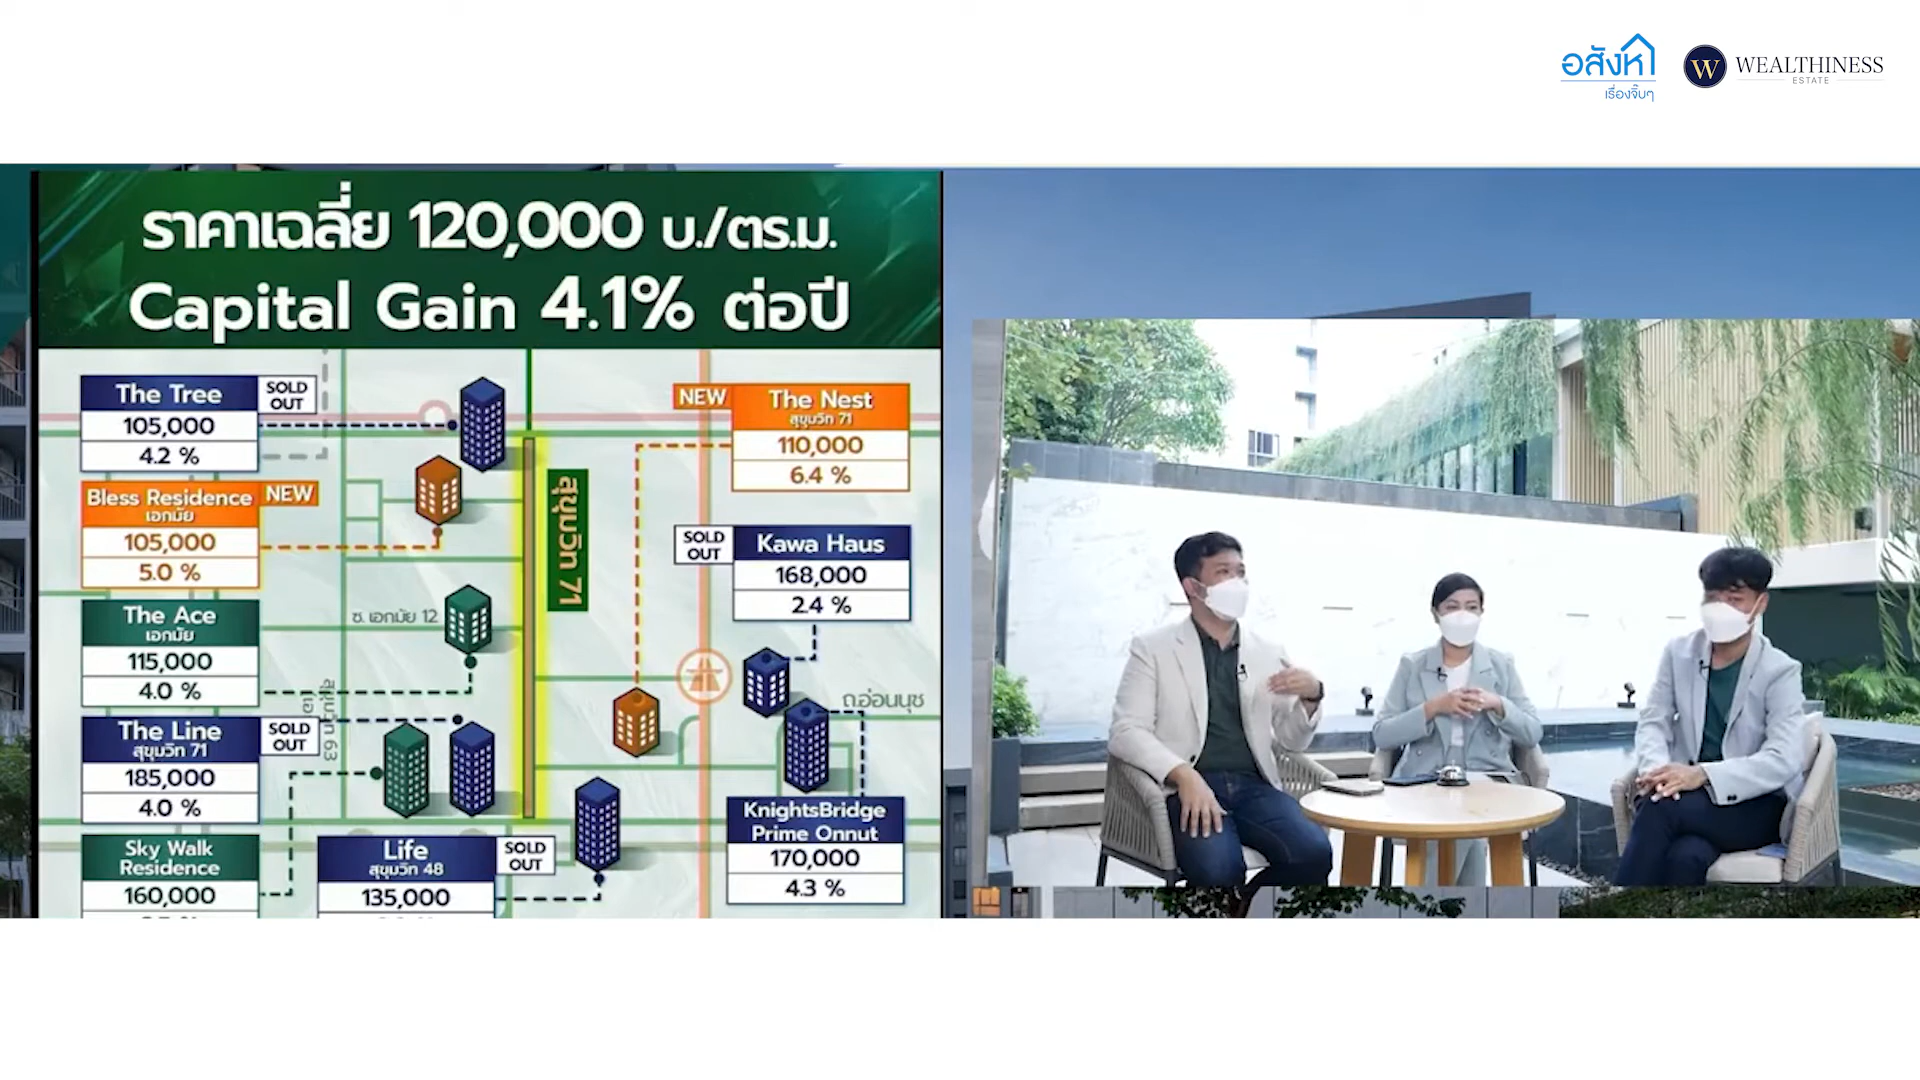 อสังหา
เรื่องจิ๊บๆ
W
WEALTHINESS
ESTATE
ราคาเฉลี่ย 120,000 บ./ตร.ม.
Capital Gain 4.1% ต่อปี
The Tree
SOLD OUT
105,000
4.2 %
Bless Residence
เอกมัย
NEW
105,000
5.0 %
The Ace
เอกมัย
115,000
4.0 %
The Line
สุขุมวิท 71
SOLD OUT
185,000
4.0 %
Sky Walk
Residence
160,000
ซ. เอกมัย 12
สุขุมวิท 71
Life
สุขุมวิท 48
SOLD OUT
135,000
NEW
The Nest
สุขุมวิท 71
110,000
6.4 %
SOLD OUT
Kawa Haus
168,000
2.4 %
ถ.อ่อนนุช
KnightsBridge
Prime Onnut
170,000
4.3 %